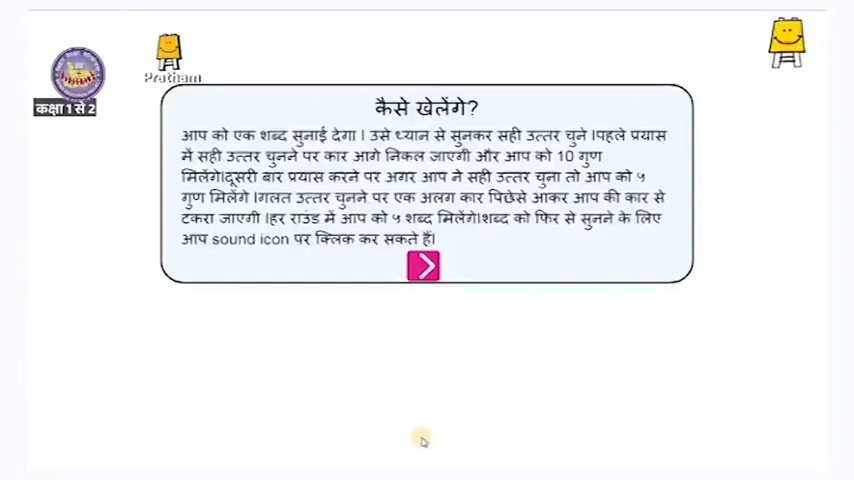 Pratham
कक्षा 1 से 2
कैसे खेलेंगे?
आप को एक शब्द सुनाई देगा । उसे ध्यान से सुनकर सही उत्तर चुने ।पहले प्रयास
में सही उत्तर चुनने पर कार आगे निकल जाएगी और आप को 10 गुण
मिलेंगे।दूसरी बार प्रयास करने पर अगर आप ने सही उत्तर चुना तो आप को ५
गुण मिलेंगे ।गलत उत्तर चुनने पर एक अलग कार पिछेसे आकर आप की कार से
टकरा जाएगी ।हर राउंड में आप को ५ शब्द मिलेंगे।शब्द को फिर से सुनने के लिए
आप sound icon पर क्लिक कर सकते हैं।